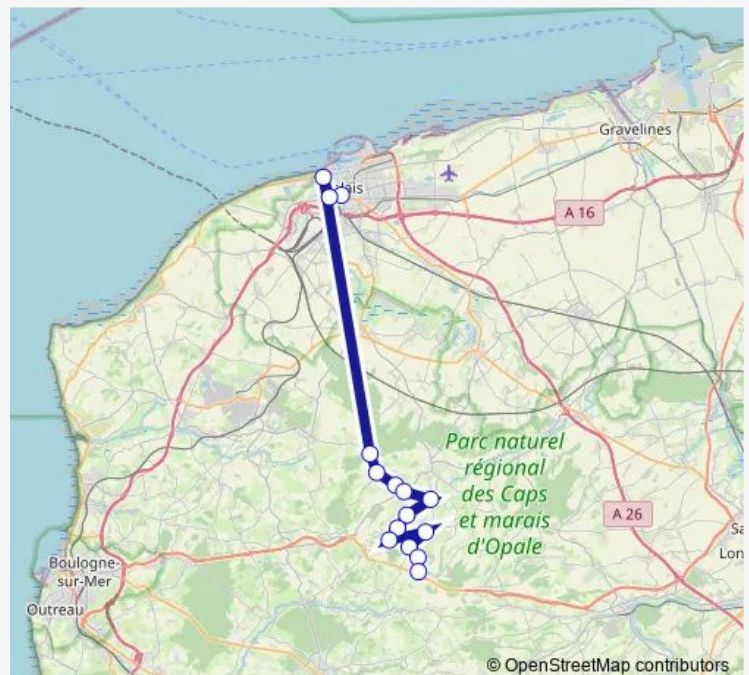 Gravelines
A 16
Parc naturel
régional
des Caps
et marais
d'Opale
A 26
Boulogne-
sur-Mer
Outreau
© OpenStreetMap contributors